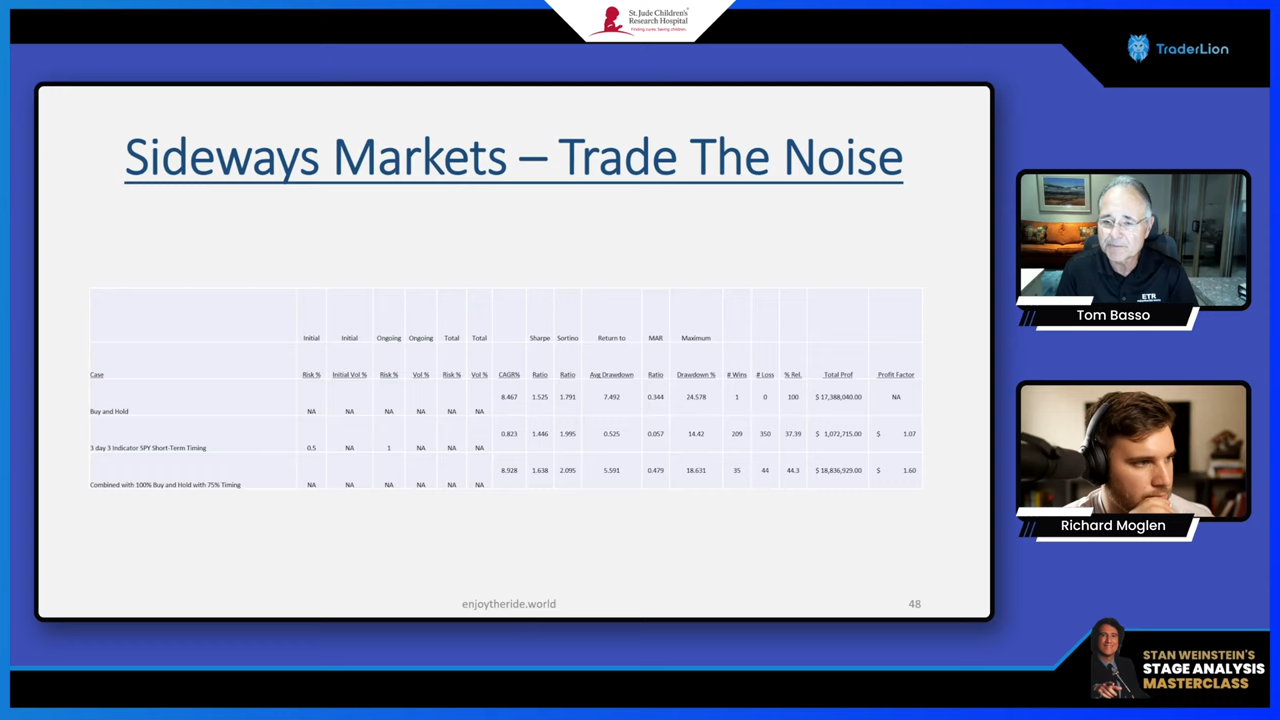 St. Jude Children's
Research Hospital
Finding cures. Saving children.
TraderLion
Sideways Markets – Trade The Noise
Initial Initial Ongoing Ongoing Total Total Sharpe Sortino Return to MAR Maximum
Case Risk % Initial Vol % Risk % Vol % Risk % Vol % CAGR% Ratio Ratio Avg Drawdown Ratio Drawdown % # Wins # Loss % Rel. Total Prof Profit Factor
Buy and Hold NA NA NA NA NA NA 8.467 1.525 1.791 7.492 0.344 24.578 1 0 100 $ 17,388,040.00 NA
3 day 3 Indicator SPY Short-Term Timing 0.5 NA 1 NA NA NA 0.823 1.446 1.995 0.525 0.057 14.42 209 350 37.39 $ 1,072,715.00 $ 1.07
Combined with 100% Buy and Hold with 75% Timing NA NA NA NA NA NA 8.928 1.638 2.095 5.591 0.479 18.631 35 44 44.3 $ 18,836,929.00 $ 1.60
enjoytheride.world
48
ETR
Tom Basso
Richard Moglen
STAN WEINSTEIN'S
STAGE ANALYSIS
MASTERCLASS